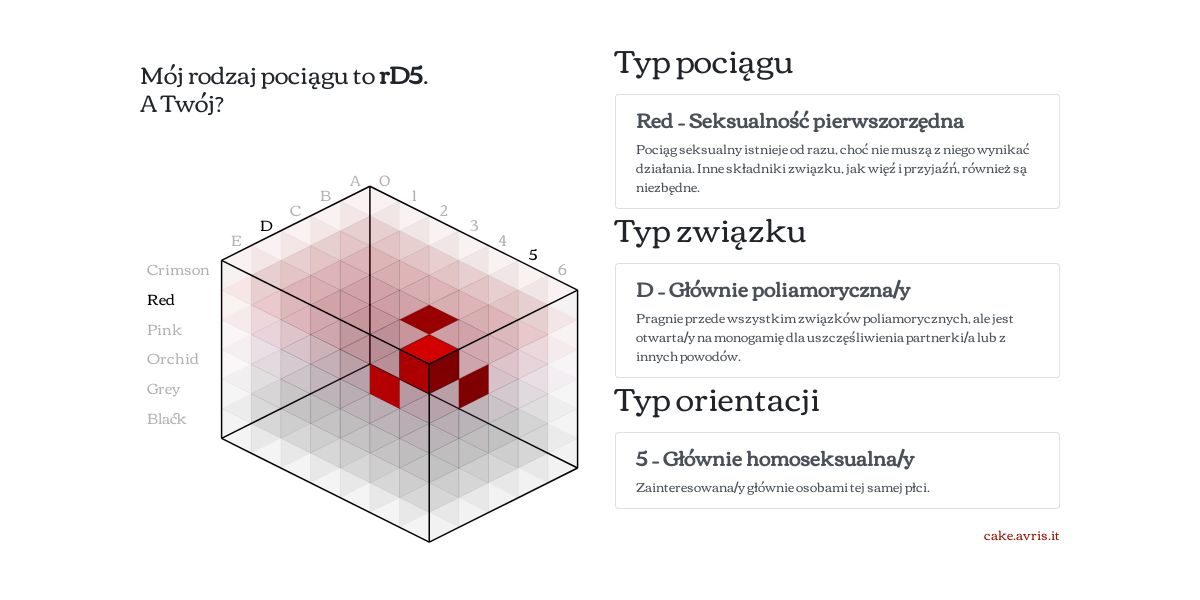 Mój rodzaj pociągu to rD5.
A Twój?
A
B
C
D
E
0
1
2
3
4
5
6
Crimson
Red
Pink
Orchid
Grey
Black
Typ pociągu
Red – Seksualność pierwszorzędna
Pociąg seksualny istnieje od razu, choć nie muszą z niego wynikać
działania. Inne składniki związku, jak więź i przyjaźń, również są
niezbędne.
Typ związku
D – Głównie poliamoryczna/y
Pragnie przede wszystkim związków poliamorycznych, ale jest
otwarta/y na monogamię dla uszczęśliwienia partnerki/a lub z
innych powodów.
Typ orientacji
5 – Głównie homoseksualna/y
Zainteresowana/y głównie osobami tej samej płci.
cake.avris.it